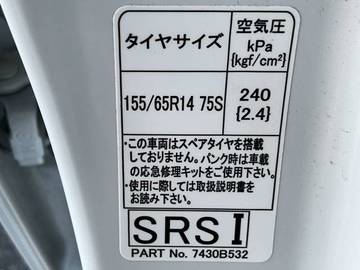 タイヤサイズ
空気圧
kPa
{kgf/cm²}
155/65R14 75S
240
{2.4}
・この車両はスペアタイヤを搭載
しておりません。パンク時は車載
の応急修理キットをご使用下さい。
・使用に際しては取扱説明書を
お読み下さい。
SRS I
PART No. 7430B532